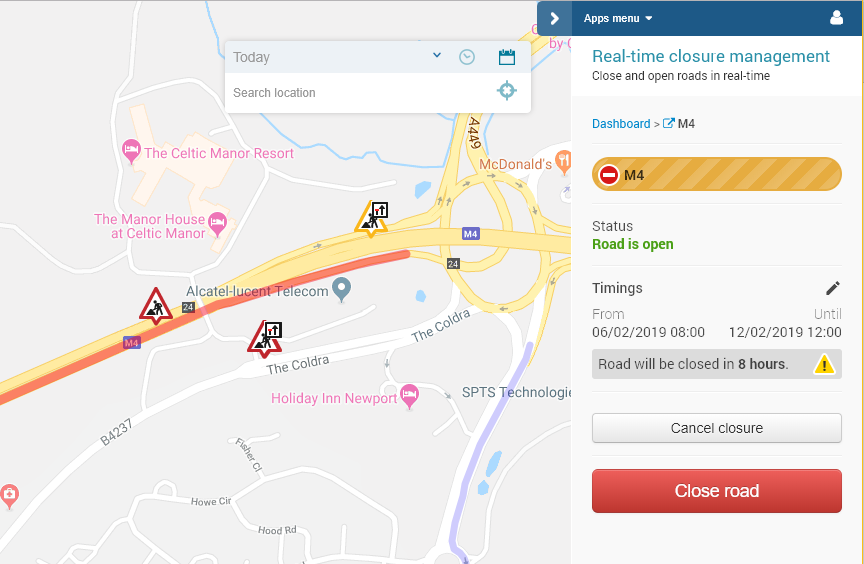 Apps menu
Real-time closure management
Close and open roads in real-time
Dashboard > M4
M4
Status
Road is open
Timings
From Until
06/02/2019 08:00 12/02/2019 12:00
Road will be closed in 8 hours.
Cancel closure
Close road
Today
Search location
by-
A449
McDonald's
The Celtic Manor Resort
The Manor House
at Celtic Manor
M4
24
Alcatel-lucent Telecom
24
M4
The Coldra
The Coldra
Holiday Inn Newport
SPTS Technologie
B4237
Fisher Cl
Howe Cir
Hood Rd